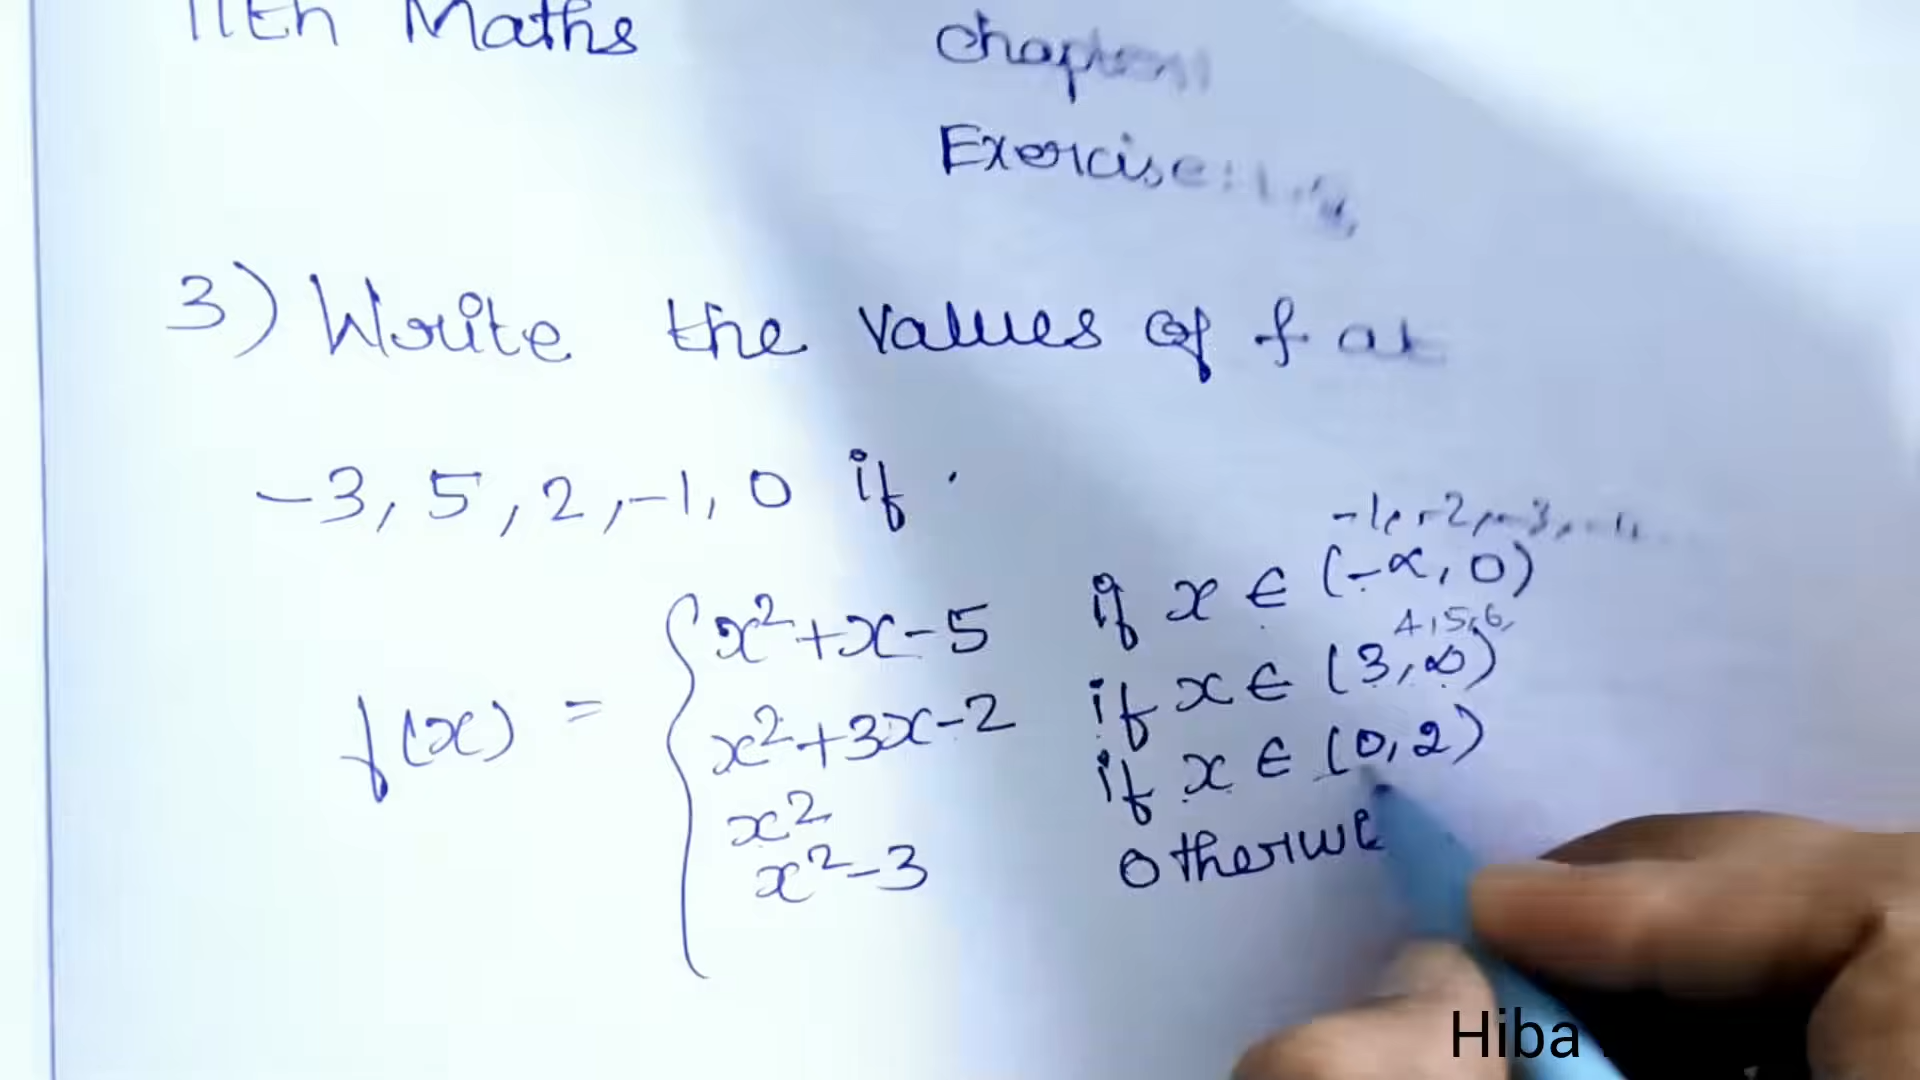 11th Maths
Chapter
Exercise:
3) Write the values of f at
-3, 5, 2, -1, 0 if
-1, -2, -3,
x²+x-5 if x ∈ (-∝, 0)
4, 5, 6,
x²+3x-2 if x ∈ (3, ∞)
f(x) =
x² if x ∈ (0, 2)
x²-3
Hiba